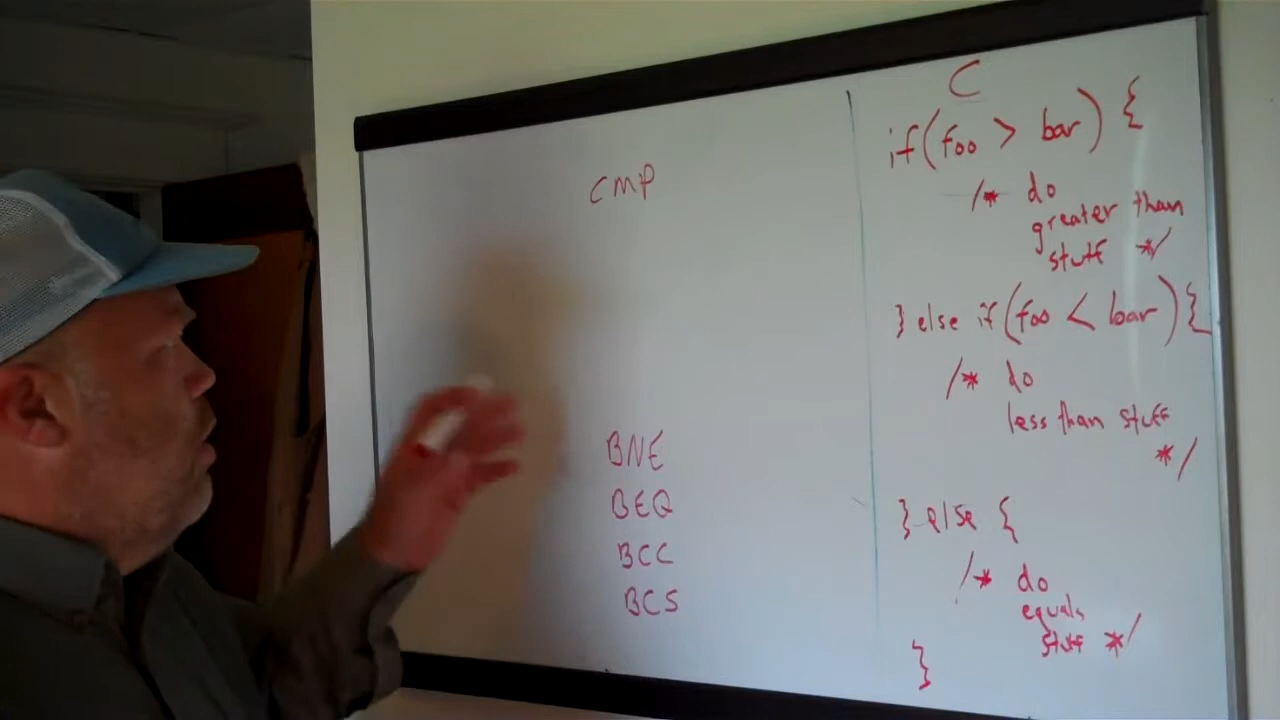 CMP
BNE
BEQ
BCC
BCS
C
if(foo > bar) {
/* do
greater than
stuff */
} else if(foo < bar){
/* do
less than stuff
*/
} else {
/* do
equals
stuff */
}